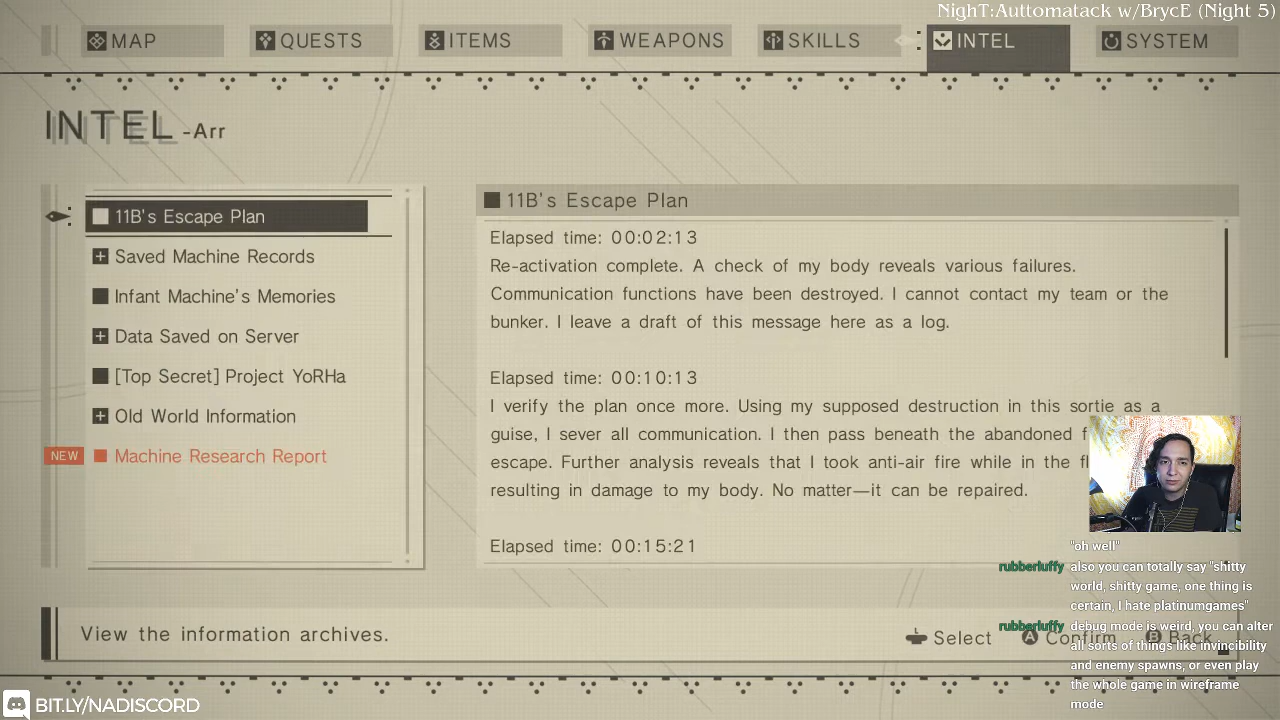 NighT:Auttomatack w/BrycE (Night 5)
MAP
QUESTS
ITEMS
WEAPONS
SKILLS
INTEL
SYSTEM
INTEL -Arr
11B's Escape Plan
Saved Machine Records
Infant Machine's Memories
Data Saved on Server
[Top Secret] Project YoRHa
Old World Information
NEW Machine Research Report
11B's Escape Plan
Elapsed time: 00:02:13
Re-activation complete. A check of my body reveals various failures.
Communication functions have been destroyed. I cannot contact my team or the
bunker. I leave a draft of this message here as a log.
Elapsed time: 00:10:13
I verify the plan once more. Using my supposed destruction in this sortie as a
guise, I sever all communication. I then pass beneath the abandoned f
escape. Further analysis reveals that I took anti-air fire while in the fl
resulting in damage to my body. No matter—it can be repaired.
Elapsed time: 00:15:21
"oh well"
rubberluffy also you can totally say "shitty
world, shitty game, one thing is
certain, I hate platinumgames"
rubberluffy debug mode is weird, you can alter
all sorts of things like invincibility
and enemy spawns, or even play
the whole game in wireframe
mode
View the information archives.
Select
A Confirm
B Back
BIT.LY/NADISCORD